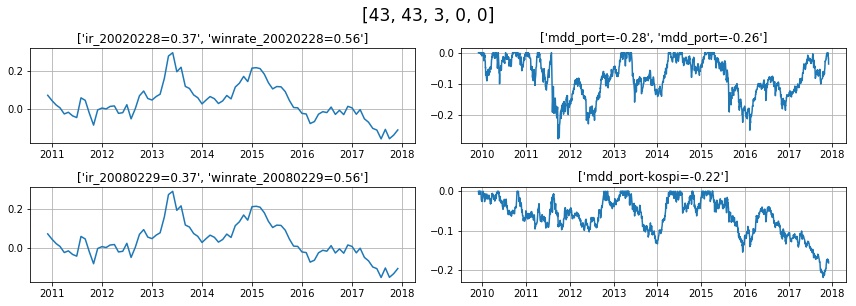 [43, 43, 3, 0, 0]
['ir_20020228=0.37', 'winrate_20020228=0.56']
0.2
0.0
2011 2012 2013 2014 2015 2016 2017 2018
['mdd_port=-0.28', 'mdd_port=-0.26']
0.0
−0.1
−0.2
2010 2011 2012 2013 2014 2015 2016 2017 2018
['ir_20080229=0.37', 'winrate_20080229=0.56']
0.2
0.0
2011 2012 2013 2014 2015 2016 2017 2018
['mdd_port-kospi=-0.22']
0.0
−0.1
−0.2
2010 2011 2012 2013 2014 2015 2016 2017 2018